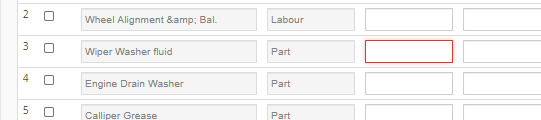 2 Wheel Alignment &amp; Bal. Labour
3 Wiper Washer fluid Part
4 Engine Drain Washer Part
5 Calliper Grease Part